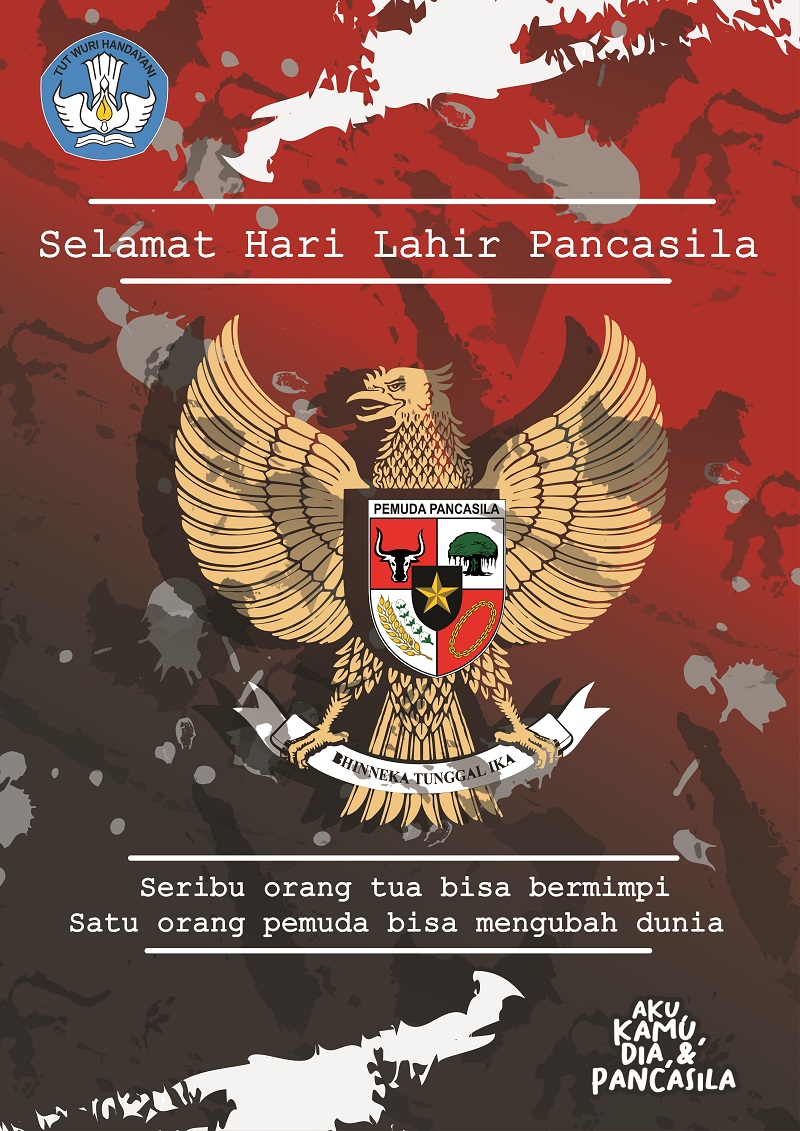 TUT WURI HANDAYANI
Selamat Hari Lahir Pancasila
PEMUDA PANCASILA
BHINNEKA TUNGGAL IKA
Seribu orang tua bisa bermimpi
Satu orang pemuda bisa mengubah dunia
AKU,
KAMU,
DIA, &
PANCASILA